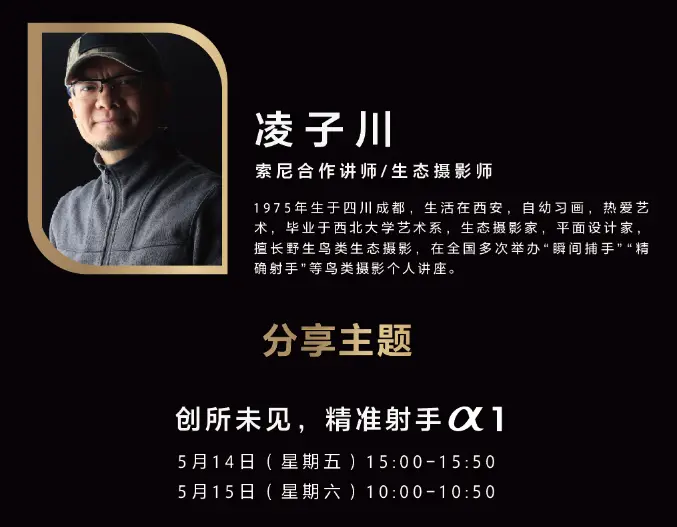 凌子川
索尼合作讲师/生态摄影师
1975年生于四川成都，生活在西安，自幼习画，热爱艺
术，毕业于西北大学艺术系，生态摄影家，平面设计家，
擅长野生鸟类生态摄影，在全国多次举办“瞬间捕手”“精
确射手”等鸟类摄影个人讲座。
分享主题
创所未见，精准射手α1
5月14日（星期五）15:00-15:50
5月15日（星期六）10:00-10:50